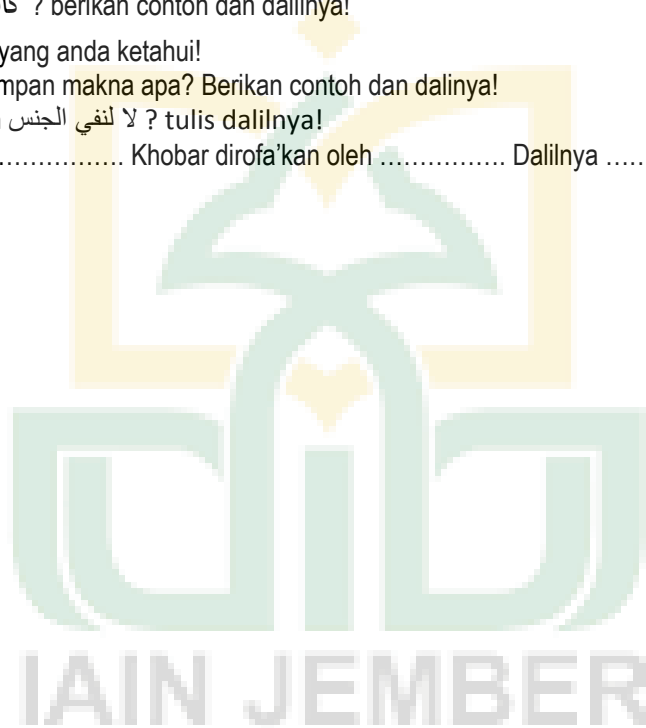 ? berikan contoh dan dalilnya!
yang anda ketahui!
mpan makna apa? Berikan contoh dan dalinya!
لا لنفي الجنس ? tulis dalilnya!
……………. Khobar dirofa'kan oleh ……………. Dalilnya …..
IAIN JEMBER